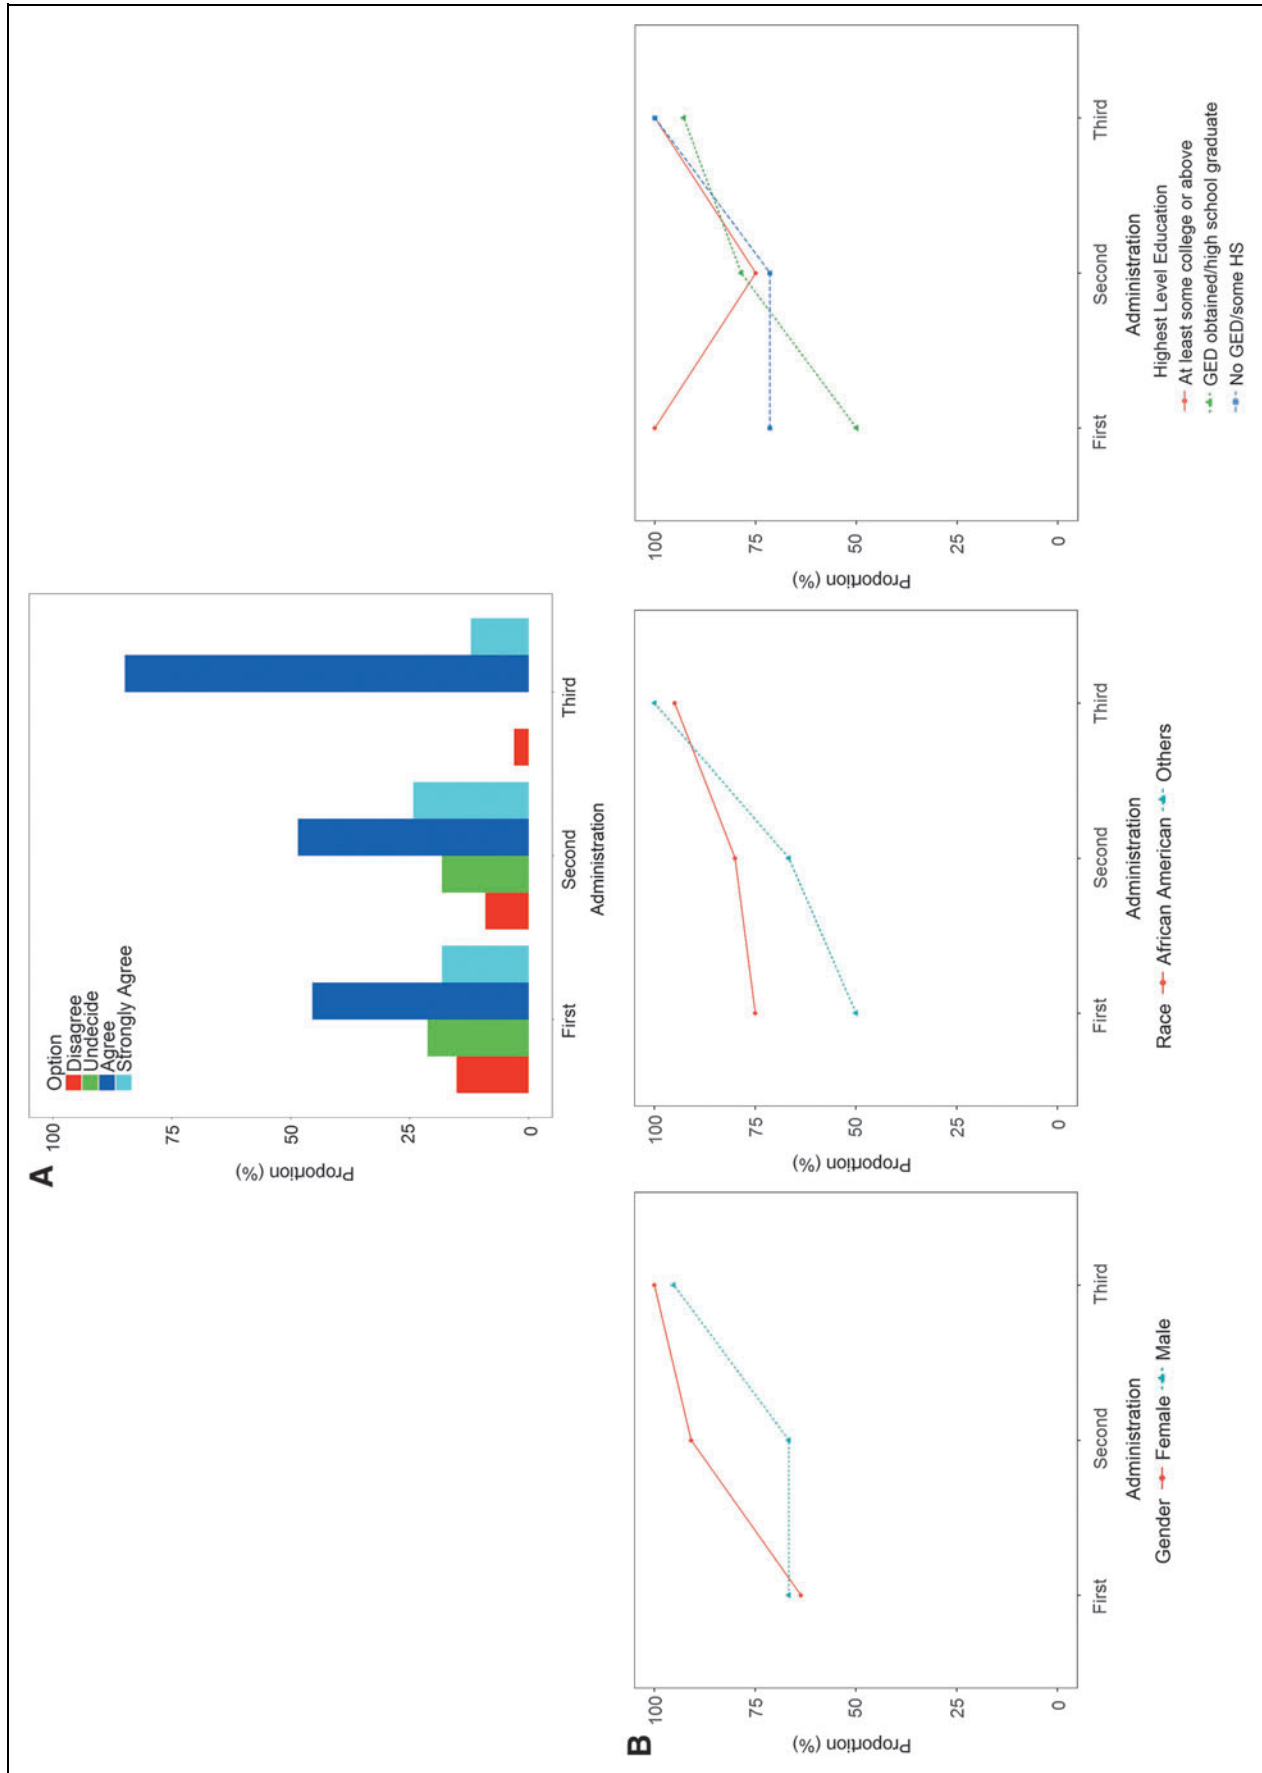 A
Proportion (%)
100
75
50
25
0
Option
Disagree
Undecide
Agree
Strongly Agree
First
Second
Third
Administration
B
Proportion (%)
100
75
50
25
0
First
Second
Third
Administration
Gender Female Male
Proportion (%)
100
75
50
25
0
First
Second
Third
Administration
Race African American Others
Proportion (%)
100
75
50
25
0
First
Second
Third
Administration
Highest Level Education
At least some college or above
GED obtained/high school graduate
No GED/some HS